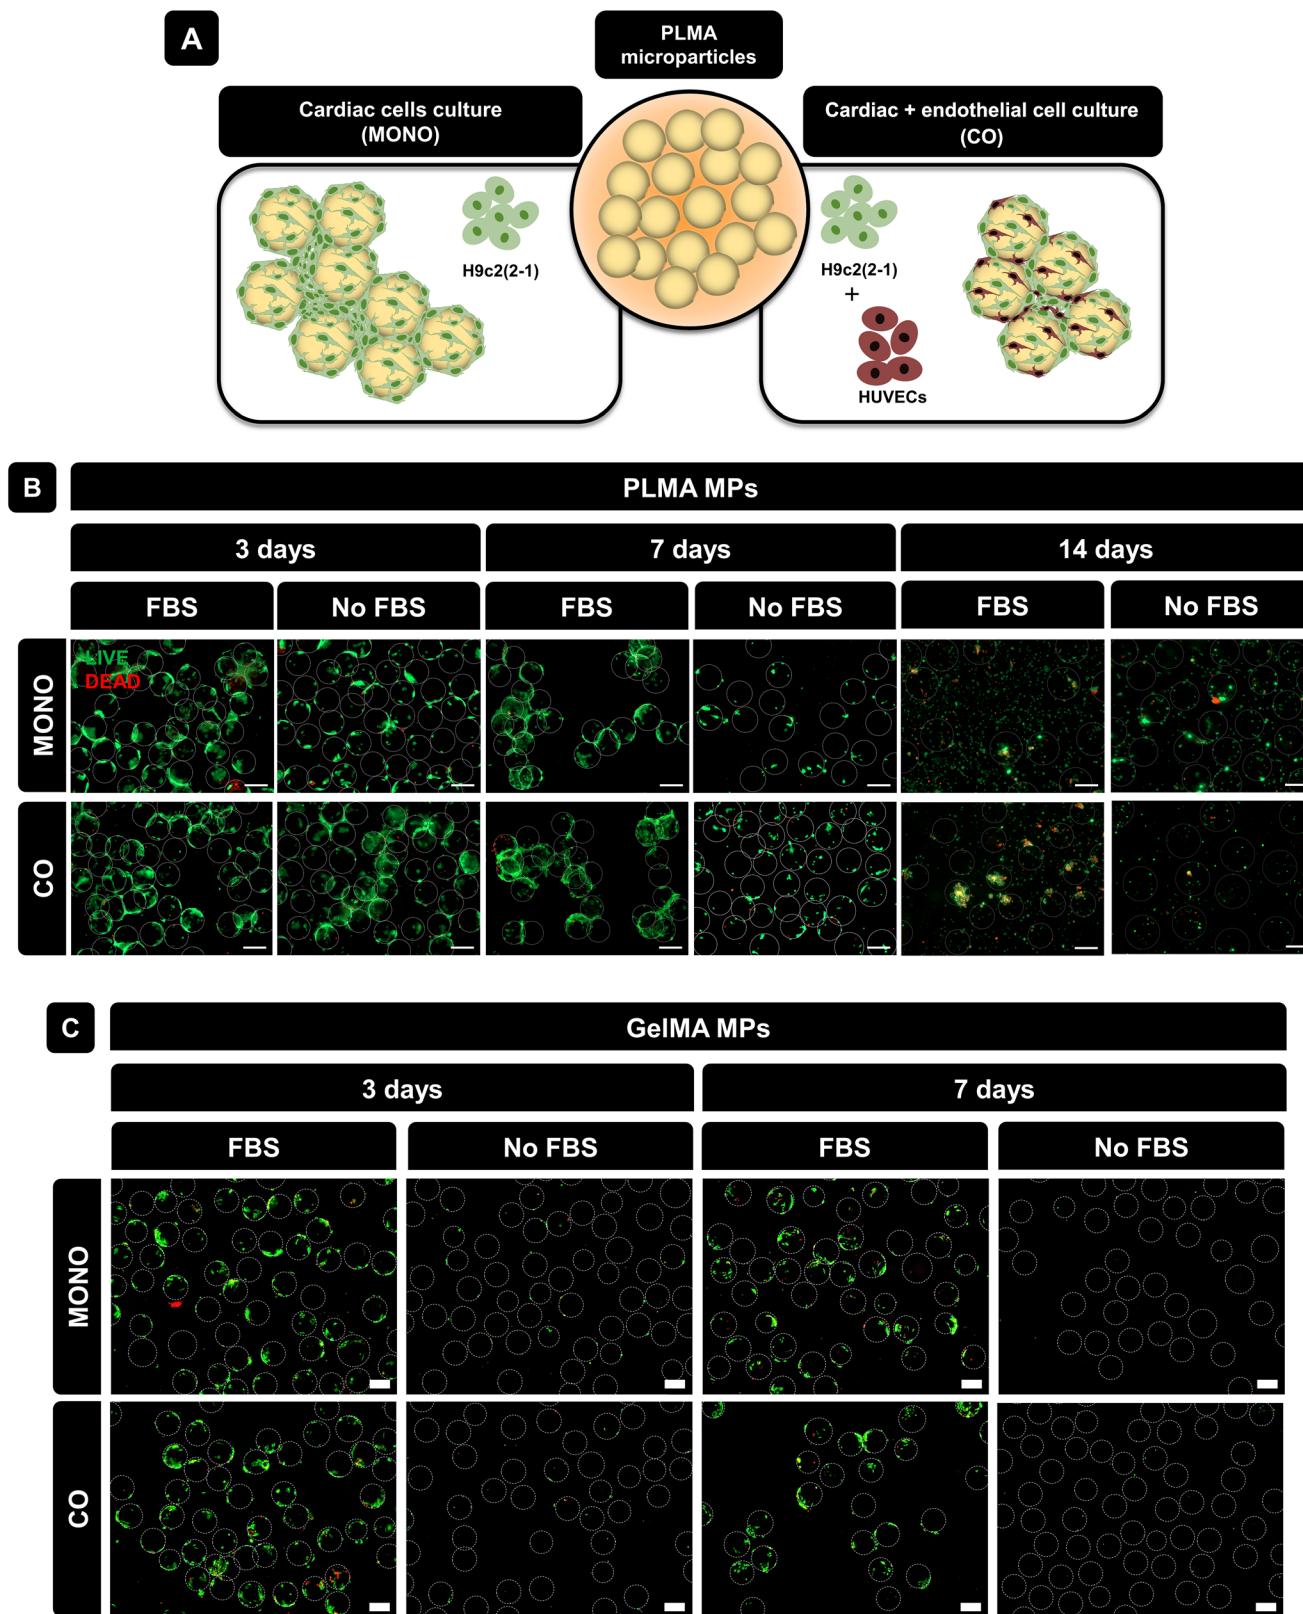 A
PLMA
microparticles
Cardiac cells culture
(MONO)
Cardiac + endothelial cell culture
(CO)
H9c2(2-1)
H9c2(2-1)
+
HUVECs
B
PLMA MPs
3 days
7 days
14 days
FBS
No FBS
FBS
No FBS
FBS
No FBS
MONO
LIVE
DEAD
CO
C
GelMA MPs
3 days
7 days
FBS
No FBS
FBS
No FBS
MONO
CO